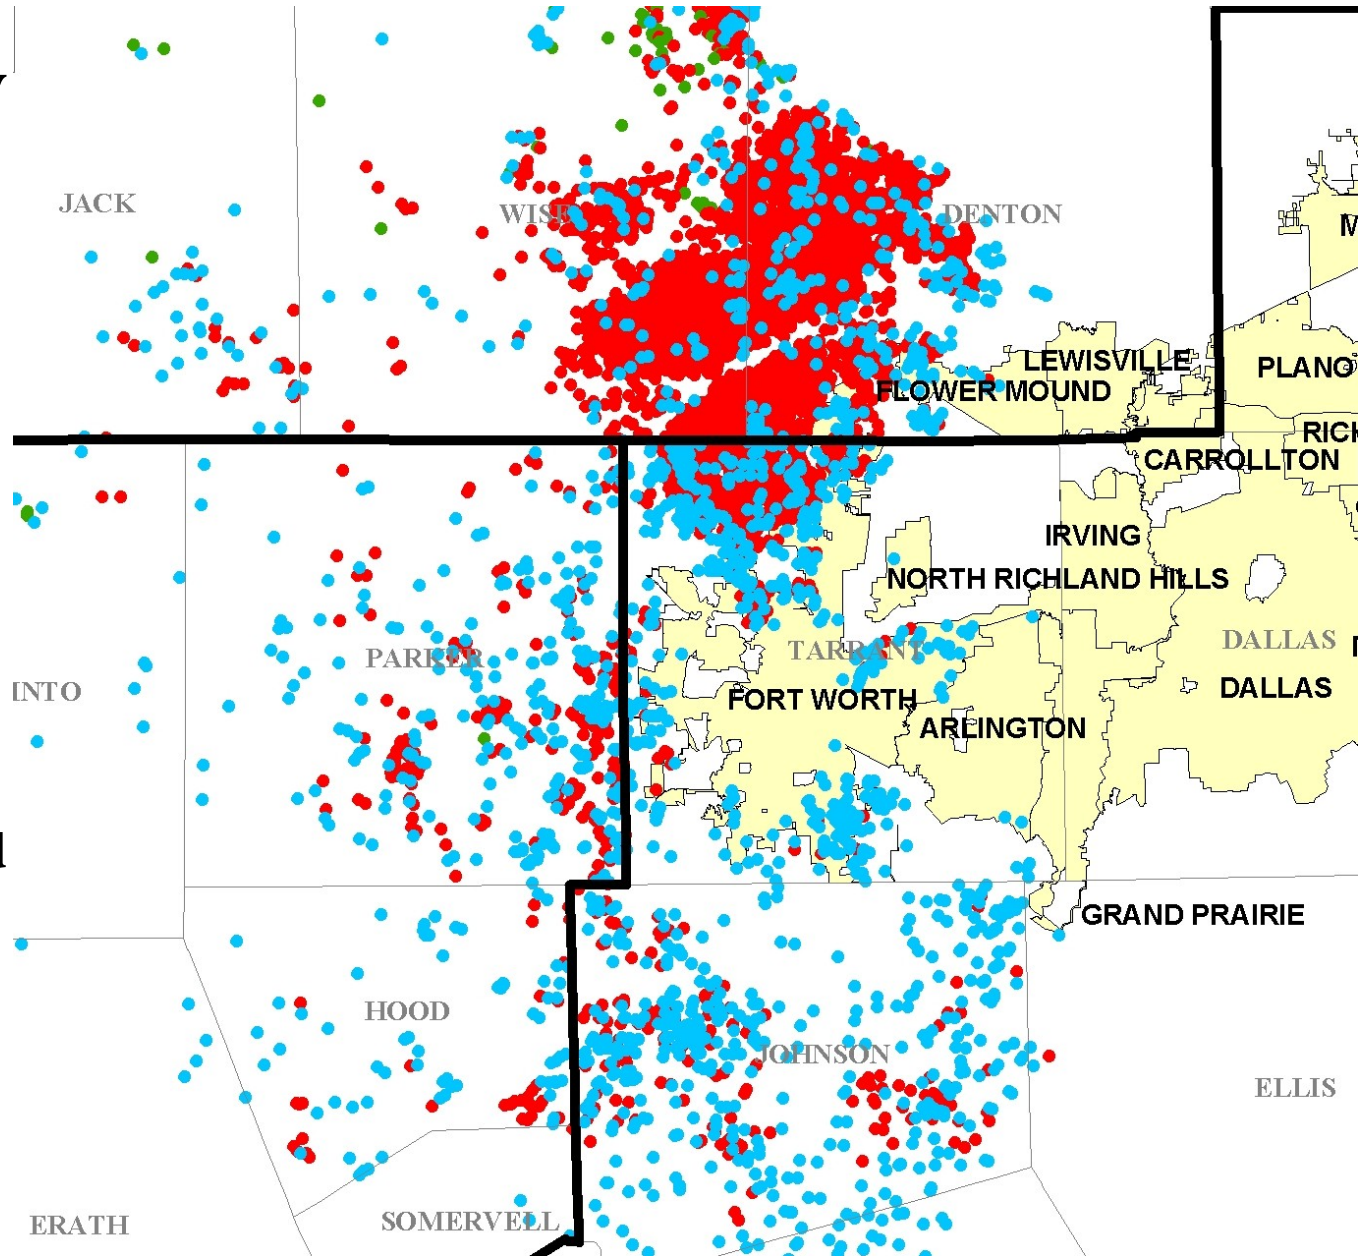 JACK
WISE
DENTON
LEWISVILLE
PLANO
FLOWER MOUND
CARROLLTON
IRVING
NORTH RICHLAND HILLS
TARRANT
DALLAS
PARKER
INTO
FORT WORTH
DALLAS
ARLINGTON
GRAND PRAIRIE
HOOD
JOHNSON
ELLIS
ERATH
SOMERVELL